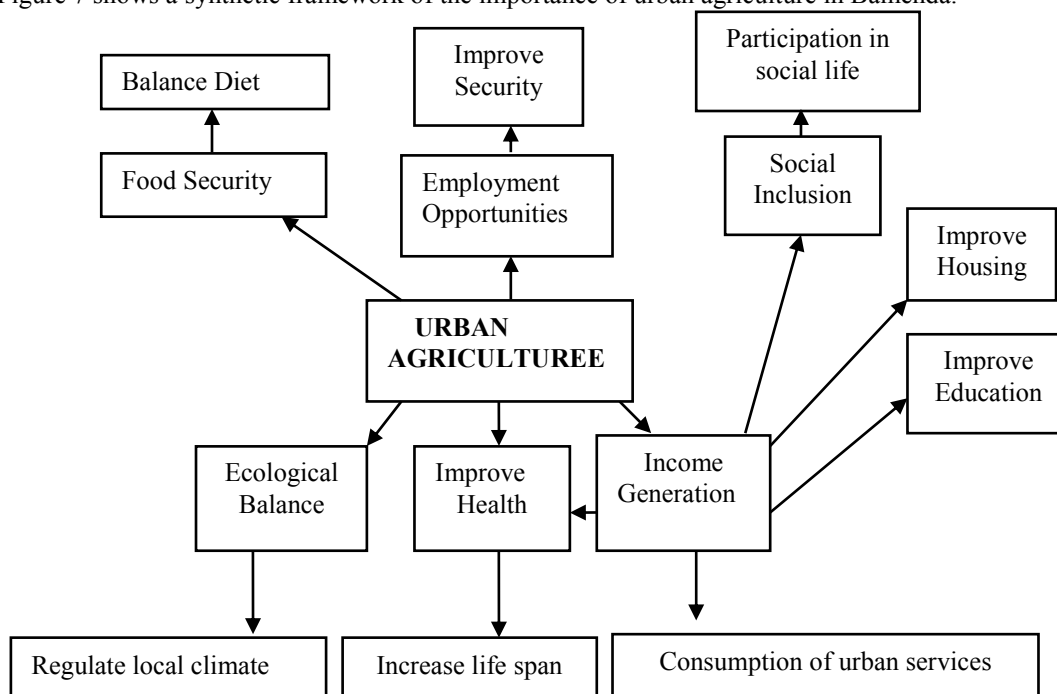 Figure 7 shows a synthetic framework of the importance of urban agriculture in Bamenda.
Participation in
social life
Improve
Security
Balance Diet
Food Security
Employment
Opportunities
Social
Inclusion
Improve
Housing
URBAN
AGRICULTUREE
Improve
Education
Ecological
Balance
Improve
Health
Income
Generation
Regulate local climate
Increase life span
Consumption of urban services